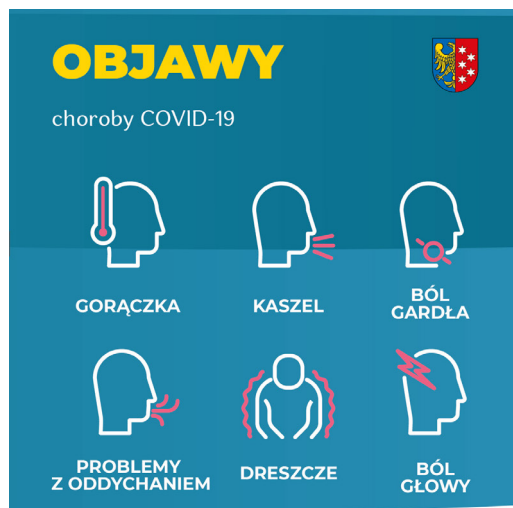 OBJAWY
choroby COVID-19
GORĄCZKA
KASZEL
BÓL
GARDŁA
PROBLEMY
Z ODDYCHANIEM
DRESZCZE
BÓL
GŁOWY